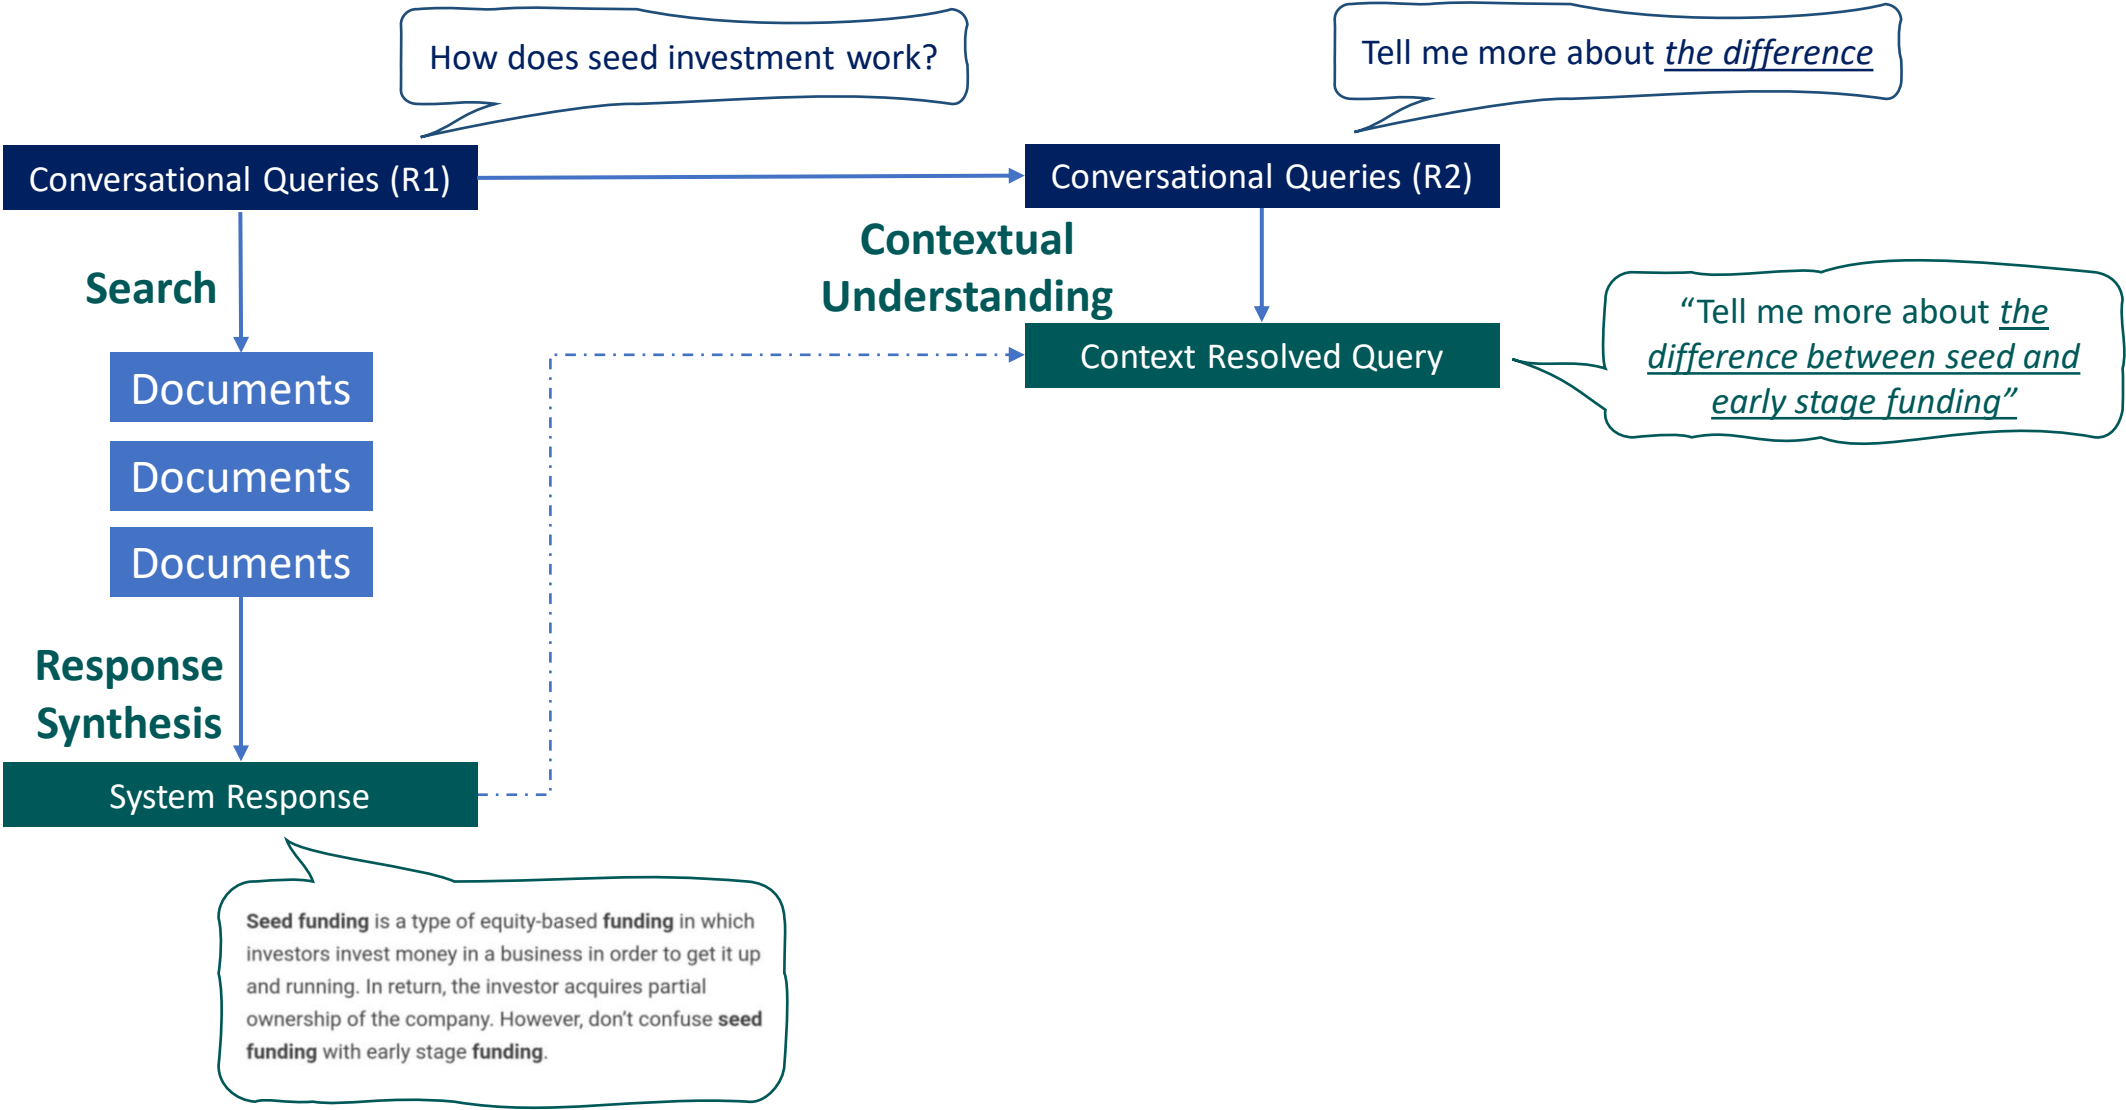 How does seed investment work?
Tell me more about the difference
Conversational Queries (R1)
Conversational Queries (R2)
Search
Contextual
Understanding
Documents
Documents
Documents
Context Resolved Query
“Tell me more about the
difference between seed and
early stage funding”
Response
Synthesis
System Response
Seed funding is a type of equity-based funding in which
investors invest money in a business in order to get it up
and running. In return, the investor acquires partial
ownership of the company. However, don’t confuse seed
funding with early stage funding.